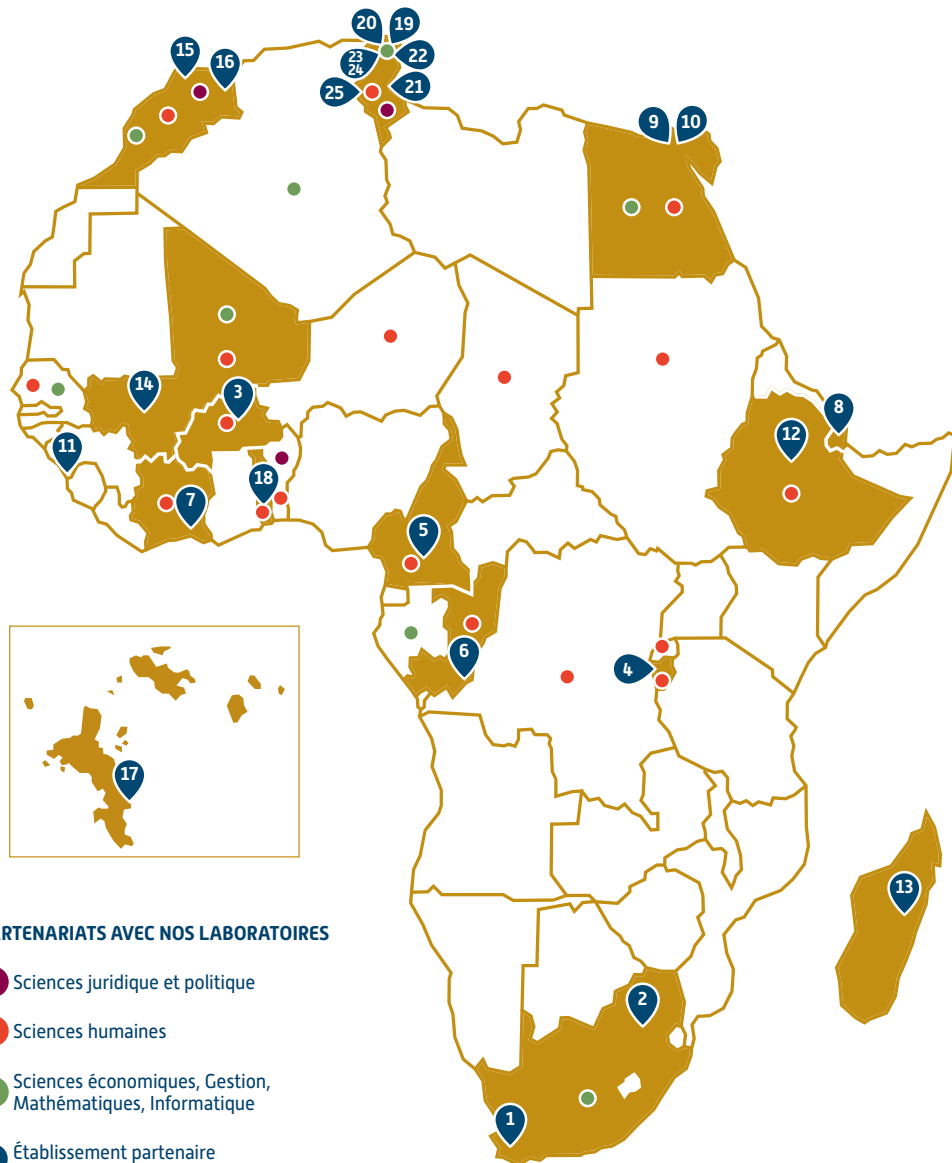 20 19
15 23 22
16 24
25 21
9 10
14 3 8
11 12
18
7
5
6
4
17
13
ARTENARIATS AVEC NOS LABORATOIRES
Sciences juridique et politique
2
Sciences humaines
Sciences économiques, Gestion,
Mathématiques, Informatique
1
Établissement partenaire